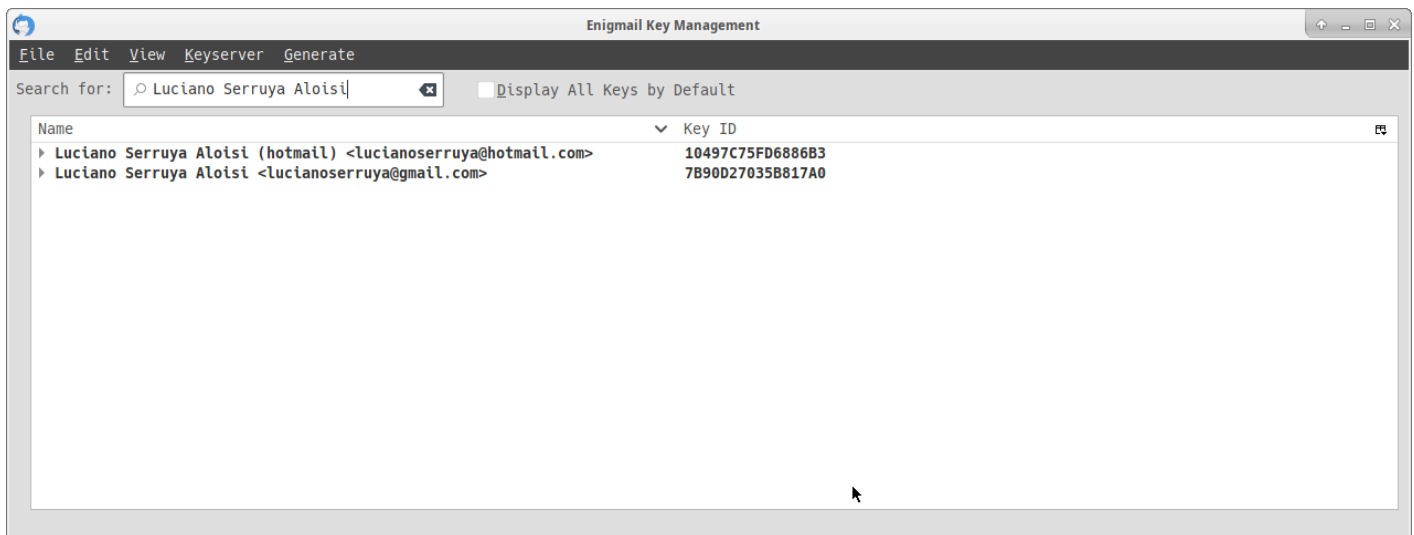 Enigmail Key Management
File Edit View Keyserver Generate
Search for: Luciano Serruya Aloisi Display All Keys by Default
Name Key ID
Luciano Serruya Aloisi (hotmail) <lucianoserruya@hotmail.com> 10497C75FD6886B3
Luciano Serruya Aloisi <lucianoserruya@gmail.com> 7B90D27035B817A0